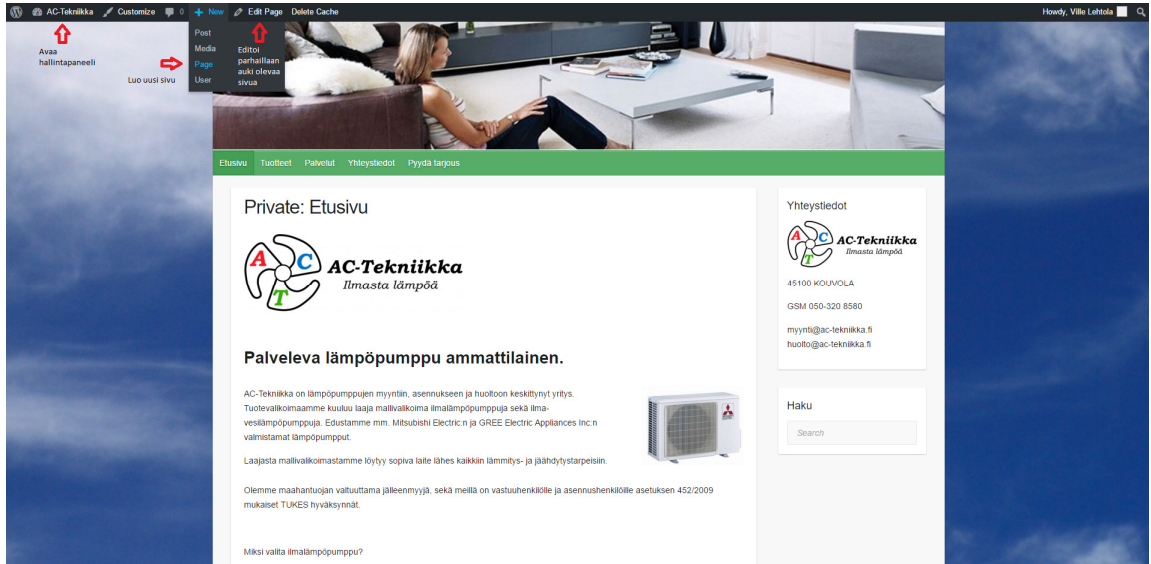 AC-Tekniikka Customize 0 New Edit Page Delete Cache Howdy, Ville Lehtola
Avaa
hallintapaneeli
Luo uusi sivu
Post
Media
Page
User
Editoi
parhaillaan
auki olevaa
sivua
Etusivu Tuotteet Palvelut Yhteystiedot Pyydä tarjous
Private: Etusivu
A C T
AC-Tekniikka
Ilmasta lämpöä
Palveleva lämpöpumppu ammattilainen.
AC-Tekniikka on lämpöpumppujen myyntiin, asennukseen ja huoltoon keskittynyt yritys.
Tuotevalikoimaamme kuuluu laaja mallivalikoima ilmalämpöpumppuja sekä ilma-
vesilämpöpumppuja. Edustamme mm. Mitsubishi Electric:n ja GREE Electric Appliances Inc:n
valmistamat lämpöpumpput.
Laajasta mallivalikoimastamme löytyy sopiva laite lähes kaikkiin lämmitys- ja jäähdytystarpeisiin.
Olemme maahantuojan valtuuttama jälleenmyyjä, sekä meillä on vastuuhenkilölle ja asennushenkilöille asetuksen 452/2009
mukaiset TUKES hyväksynnät.
Miksi valita ilmalämpöpumppu?
Yhteystiedot
A C T
AC-Tekniikka
Ilmasta lämpöä
45100 KOUVOLA
GSM 050-320 8580
myynti@ac-tekniikka.fi
huolto@ac-tekniikka.fi
Haku
Search